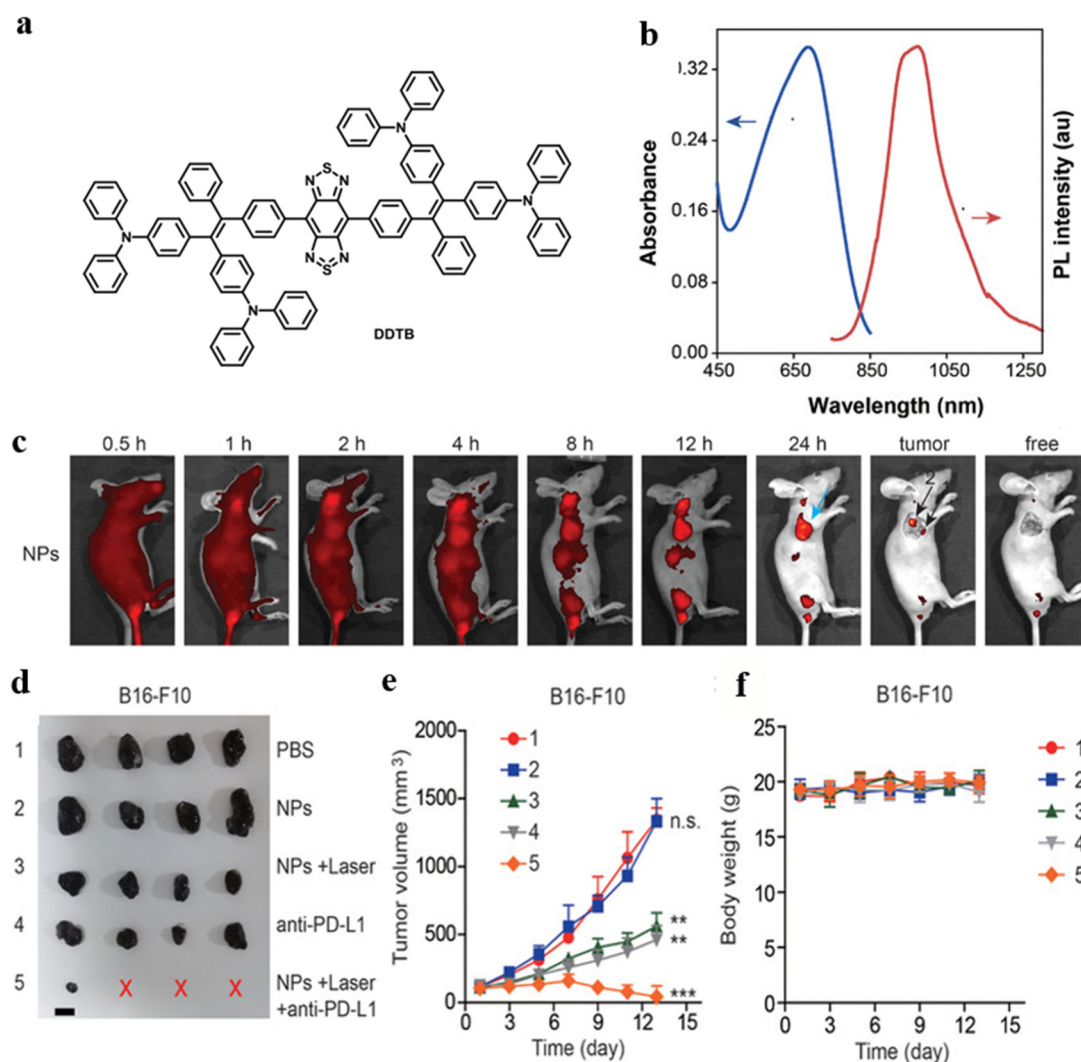 a
S
N N
N
N
N
N
N N
S
DDTB
b
Absorbance
0.32
0.24
0.16
0.08
0.00
450 650 850 1050 1250
Wavelength (nm)
PL intensity (au)
c
0.5 h 1 h 2 h 4 h 8 h 12 h 24 h tumor free
NPs
2 1
d
B16-F10
1 PBS
2 NPs
3 NPs +Laser
4 anti-PD-L1
5 X X X NPs +Laser
+anti-PD-L1
e
B16-F10
Tumor volume (mm³)
2000
1500
1000
500
0
0 3 6 9 12 15
Time (day)
1
2
3
4
5
n.s.
**
**
***
f
B16-F10
Body weight (g)
25
20
15
10
5
0
0 3 6 9 12 15
Time (day)
1
2
3
4
5